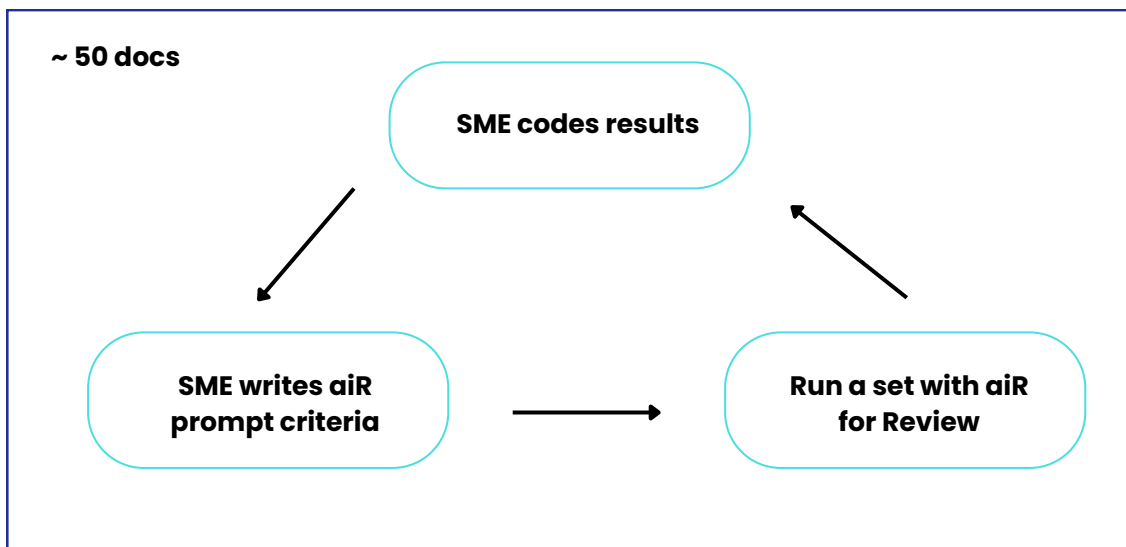 ~ 50 docs
SME codes results
SME writes aiR
prompt criteria
Run a set with aiR
for Review